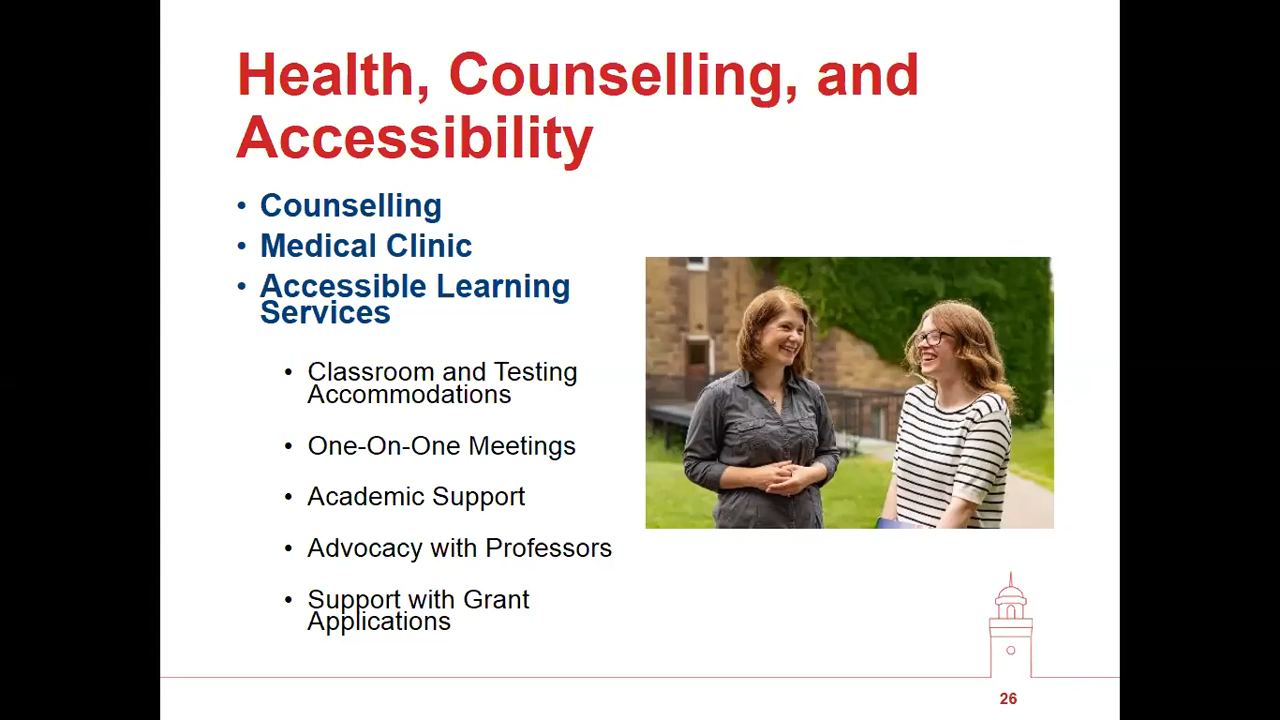 Health, Counselling, and
Accessibility
• Counselling
• Medical Clinic
• Accessible Learning
Services
• Classroom and Testing
Accommodations
• One-On-One Meetings
• Academic Support
• Advocacy with Professors
• Support with Grant
Applications
26